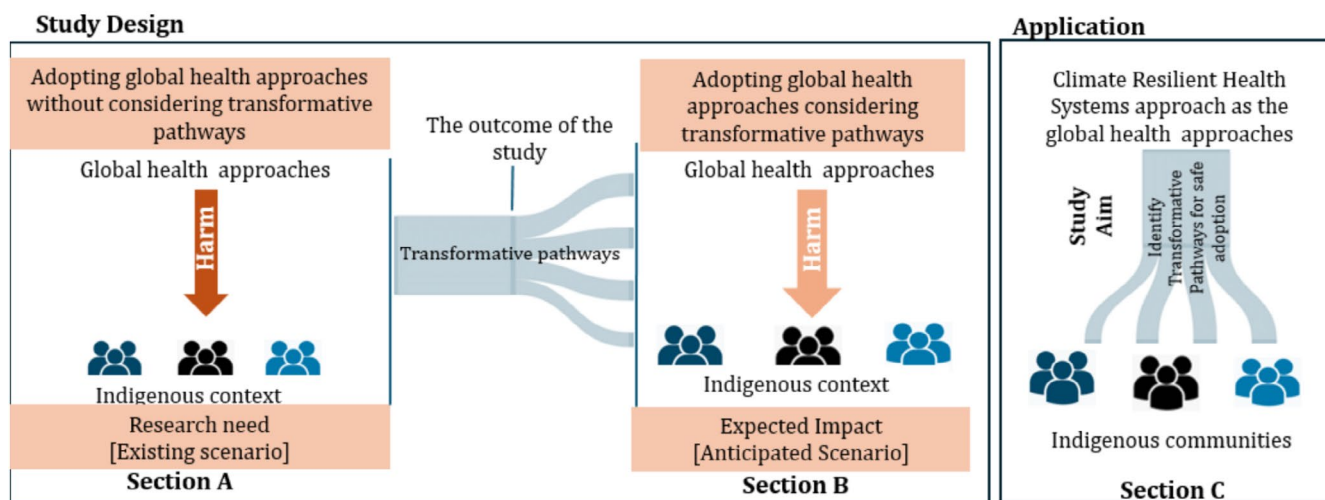 Study Design
Adopting global health approaches
without considering transformative
pathways
Global health approaches
Harm
Indigenous context
Research need
[Existing scenario]
Section A
The outcome of the
study
Transformative pathways
Adopting global health
approaches considering
transformative pathways
Global health approaches
Harm
Indigenous context
Expected Impact
[Anticipated Scenario]
Section B
Application
Climate Resilient Health
Systems approach as the
global health approaches
Study
Aim
Identify
Transformative
Pathways for safe
adoption
Indigenous communities
Section C